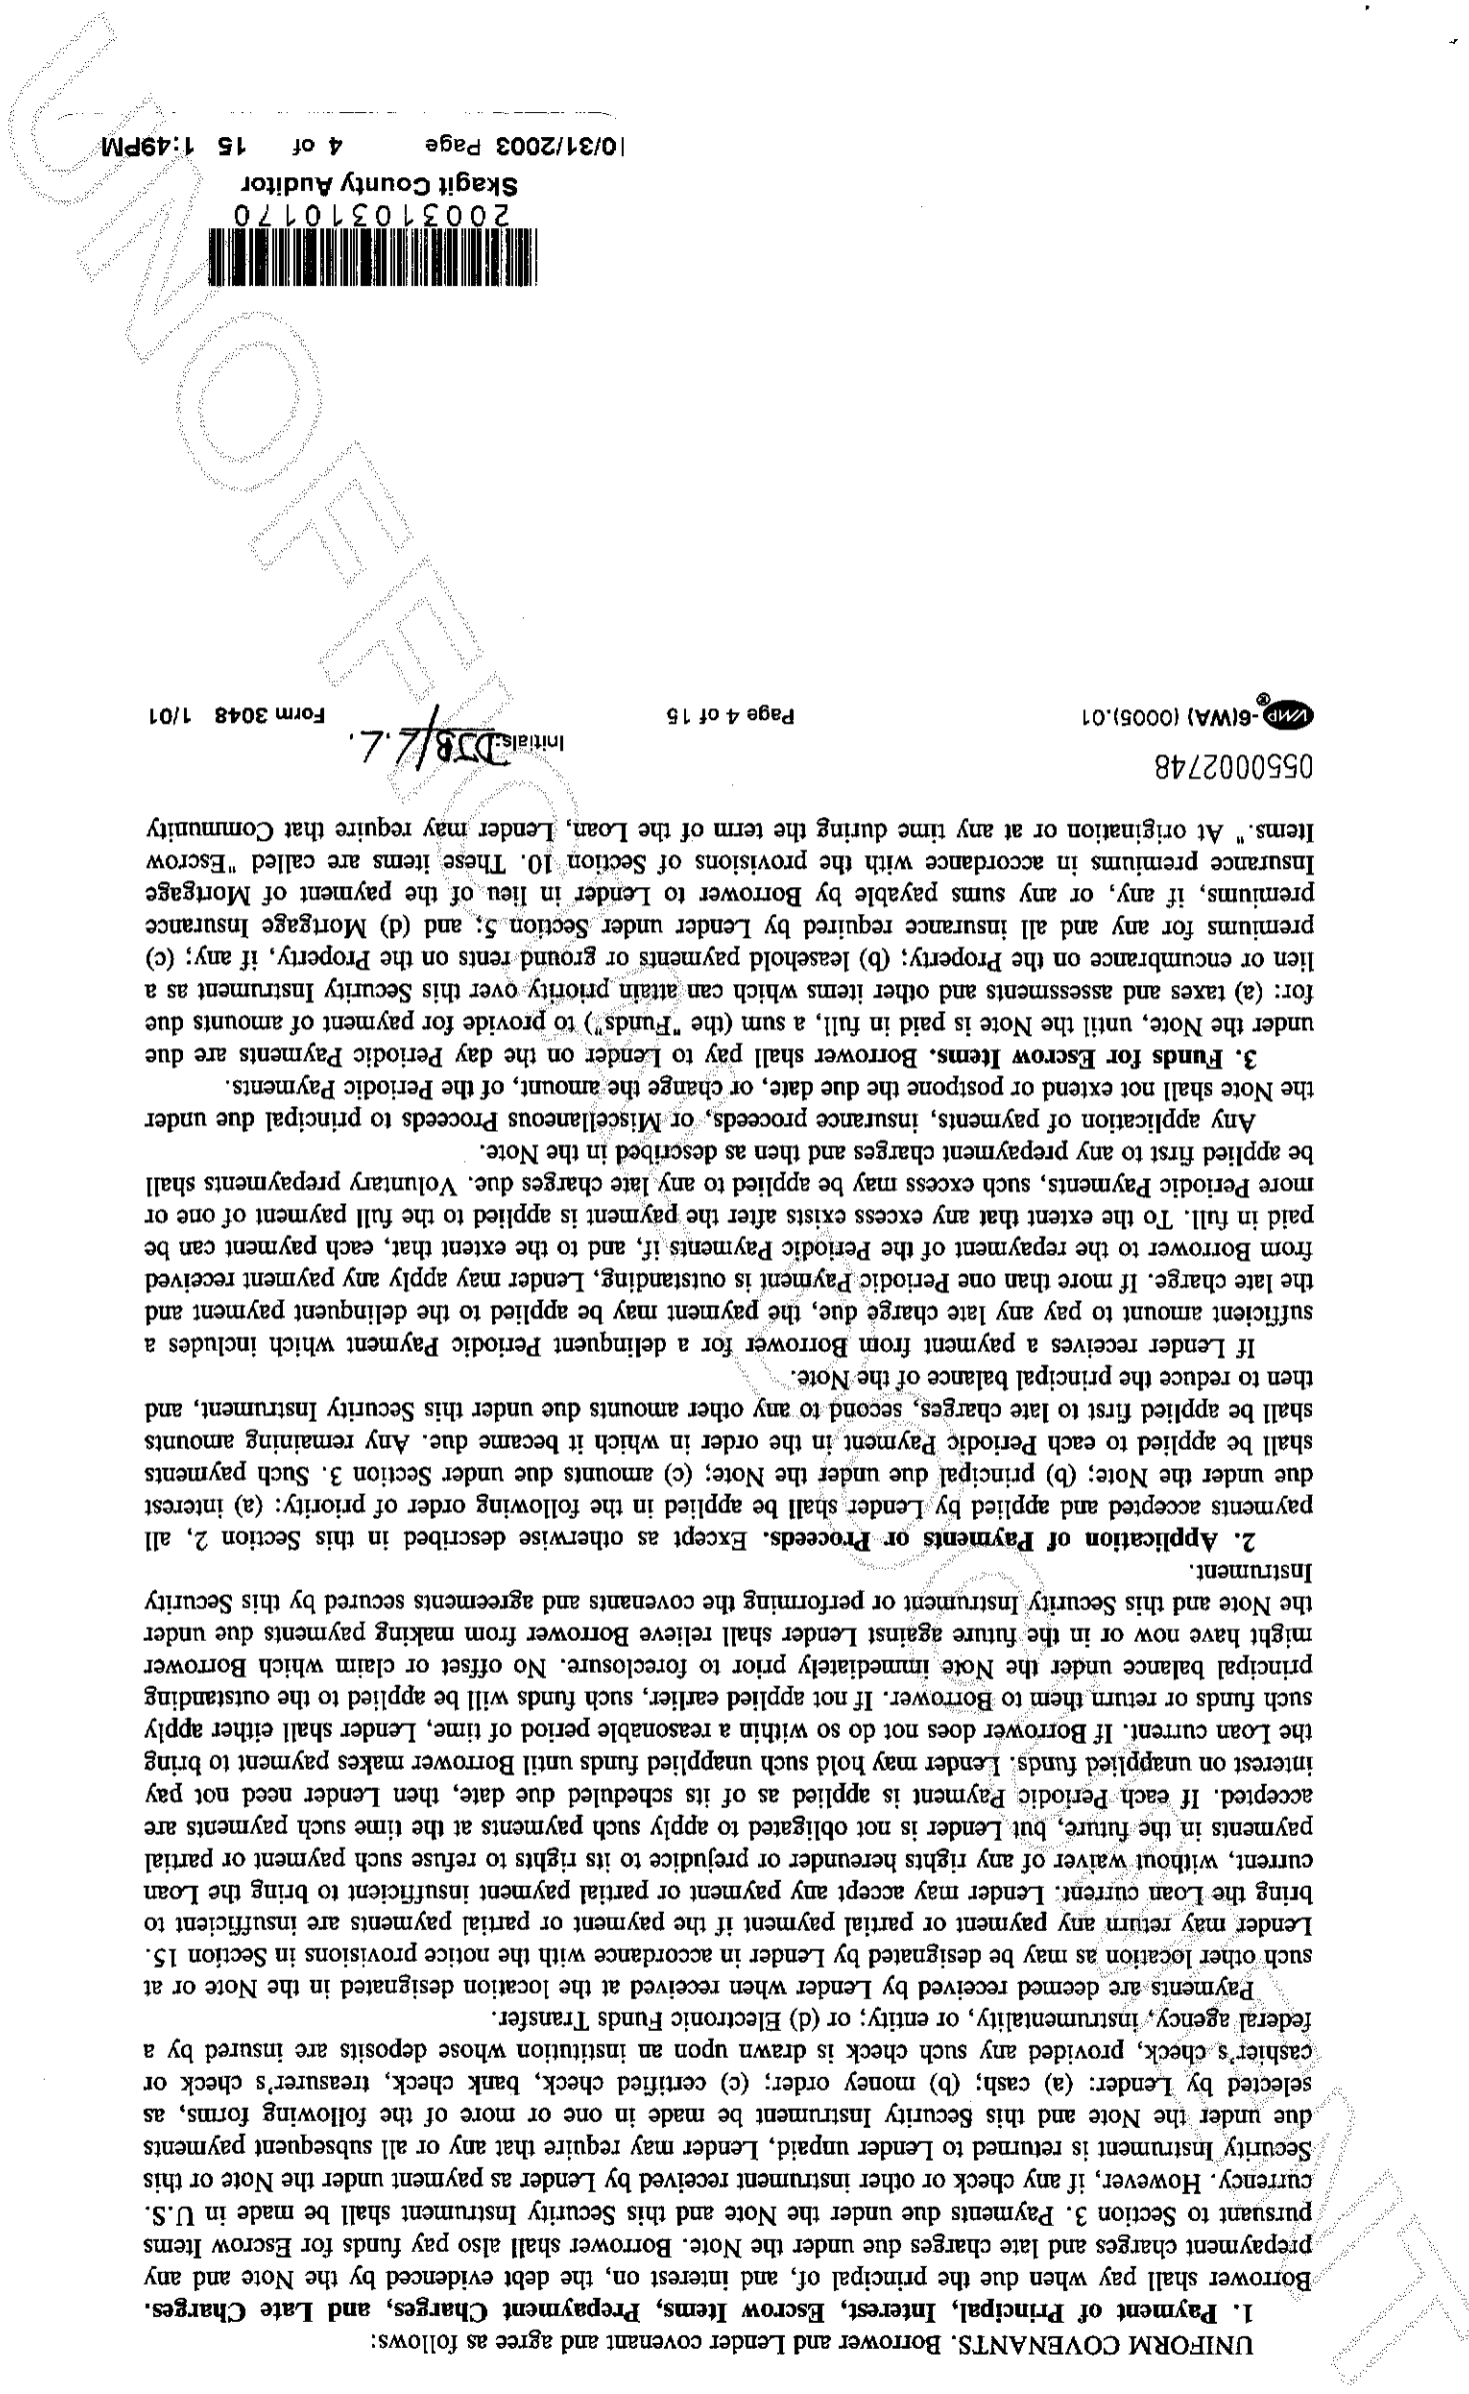 UNIFORM COVENANTS. Borrower and Lender covenant and agree as follows:
1. Payment of Principal, Interest, Escrow Items, Prepayment Charges, and Late Charges.
Borrower shall pay when due the principal of, and interest on, the debt evidenced by the Note and any
prepayment charges and late charges due under the Note. Borrower shall also pay funds for Escrow Items
pursuant to Section 3. Payments due under the Note and this Security Instrument shall be made in U.S.
currency. However, if any check or other instrument received by Lender as payment under the Note or this
Security Instrument is returned to Lender unpaid, Lender may require that any or all subsequent payments
due under the Note and this Security Instrument be made in one or more of the following forms, as
selected by Lender: (a) cash; (b) money order; (c) certified check, bank check, treasurer's check or
cashier's check, provided any such check is drawn upon an institution whose deposits are insured by a
federal agency, instrumentality, or entity; or (d) Electronic Funds Transfer.
Payments are deemed received by Lender when received at the location designated in the Note or at
such other location as may be designated by Lender in accordance with the notice provisions in Section 15.
Lender may return any payment or partial payment if the payment or partial payments are insufficient to
bring the Loan current. Lender may accept any payment or partial payment insufficient to bring the Loan
current, without waiver of any rights hereunder or prejudice to its rights to refuse such payment or partial
payments in the future, but Lender is not obligated to apply such payments at the time such payments are
accepted. If each Periodic Payment is applied as of its scheduled due date, then Lender need not pay
interest on unapplied funds. Lender may hold such unapplied funds until Borrower makes payment to bring
the Loan current. If Borrower does not do so within a reasonable period of time, Lender shall either apply
such funds or return them to Borrower. If not applied earlier, such funds will be applied to the outstanding
principal balance under the Note immediately prior to foreclosure. No offset or claim which Borrower
might have now or in the future against Lender shall relieve Borrower from making payments due under
the Note and this Security Instrument or performing the covenants and agreements secured by this Security
Instrument.
2. Application of Payments or Proceeds. Except as otherwise described in this Section 2, all
payments accepted and applied by Lender shall be applied in the following order of priority: (a) interest
due under the Note; (b) principal due under the Note; (c) amounts due under Section 3. Such payments
shall be applied to each Periodic Payment in the order in which it became due. Any remaining amounts
shall be applied first to late charges, second to any other amounts due under this Security Instrument, and
then to reduce the principal balance of the Note.
If Lender receives a payment from Borrower for a delinquent Periodic Payment which includes a
sufficient amount to pay any late charge due, the payment may be applied to the delinquent payment and
the late charge. If more than one Periodic Payment is outstanding, Lender may apply any payment received
from Borrower to the repayment of the Periodic Payments if, and to the extent that, each payment can be
paid in full. To the extent that any excess exists after the payment is applied to the full payment of one or
more Periodic Payments, such excess may be applied to any late charges due. Voluntary prepayments shall
be applied first to any prepayment charges and then as described in the Note.
Any application of payments, insurance proceeds, or Miscellaneous Proceeds to principal due under
the Note shall not extend or postpone the due date, or change the amount, of the Periodic Payments.
3. Funds for Escrow Items. Borrower shall pay to Lender on the day Periodic Payments are due
under the Note, until the Note is paid in full, a sum (the "Funds") to provide for payment of amounts due
for: (a) taxes and assessments and other items which can attain priority over this Security Instrument as a
lien or encumbrance on the Property; (b) leasehold payments or ground rents on the Property, if any; (c)
premiums for any and all insurance required by Lender under Section 5; and (d) Mortgage Insurance
premiums, if any, or any sums payable by Borrower to Lender in lieu of the payment of Mortgage
Insurance premiums in accordance with the provisions of Section 10. These items are called "Escrow
Items." At origination or at any time during the term of the Loan, Lender may require that Community
0550002748
Initials: DJB/L.L.
VMP®-6(WA) (0005).01 Page 4 of 15 Form 3048 1/01
200310310170
Skagit County Auditor
10/31/2003 Page 4 of 15 1:49PM
UNOFFICIAL DOCUMENT